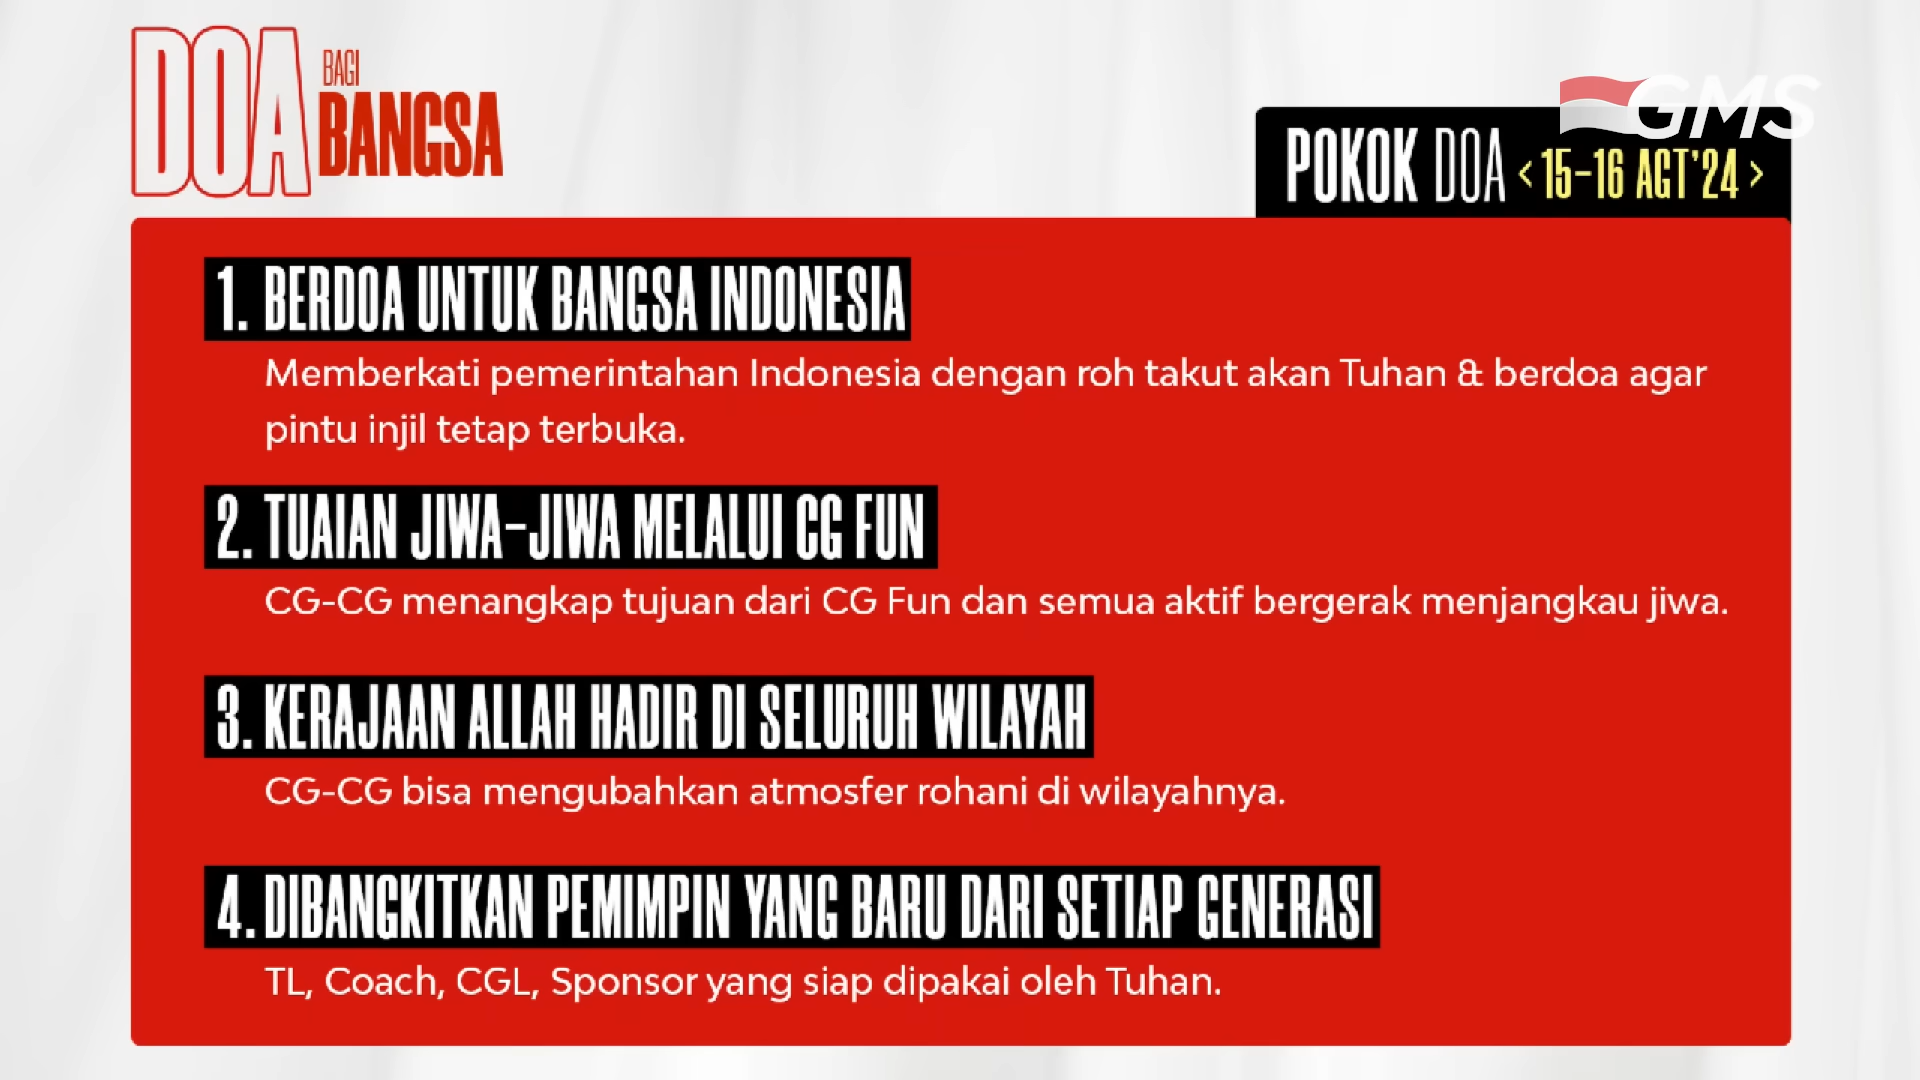 DOA BAGI BANGSA
GMS
POKOK DOA <15-16 AGT'24>
1. BERDOA UNTUK BANGSA INDONESIA
Memberkati pemerintahan Indonesia dengan roh takut akan Tuhan & berdoa agar
pintu injil tetap terbuka.
2. TUAIAN JIWA-JIWA MELALUI CG FUN
CG-CG menangkap tujuan dari CG Fun dan semua aktif bergerak menjangkau jiwa.
3. KERAJAAN ALLAH HADIR DI SELURUH WILAYAH
CG-CG bisa mengubahkan atmosfer rohani di wilayahnya.
4. DIBANGKITKAN PEMIMPIN YANG BARU DARI SETIAP GENERASI
TL, Coach, CGL, Sponsor yang siap dipakai oleh Tuhan.